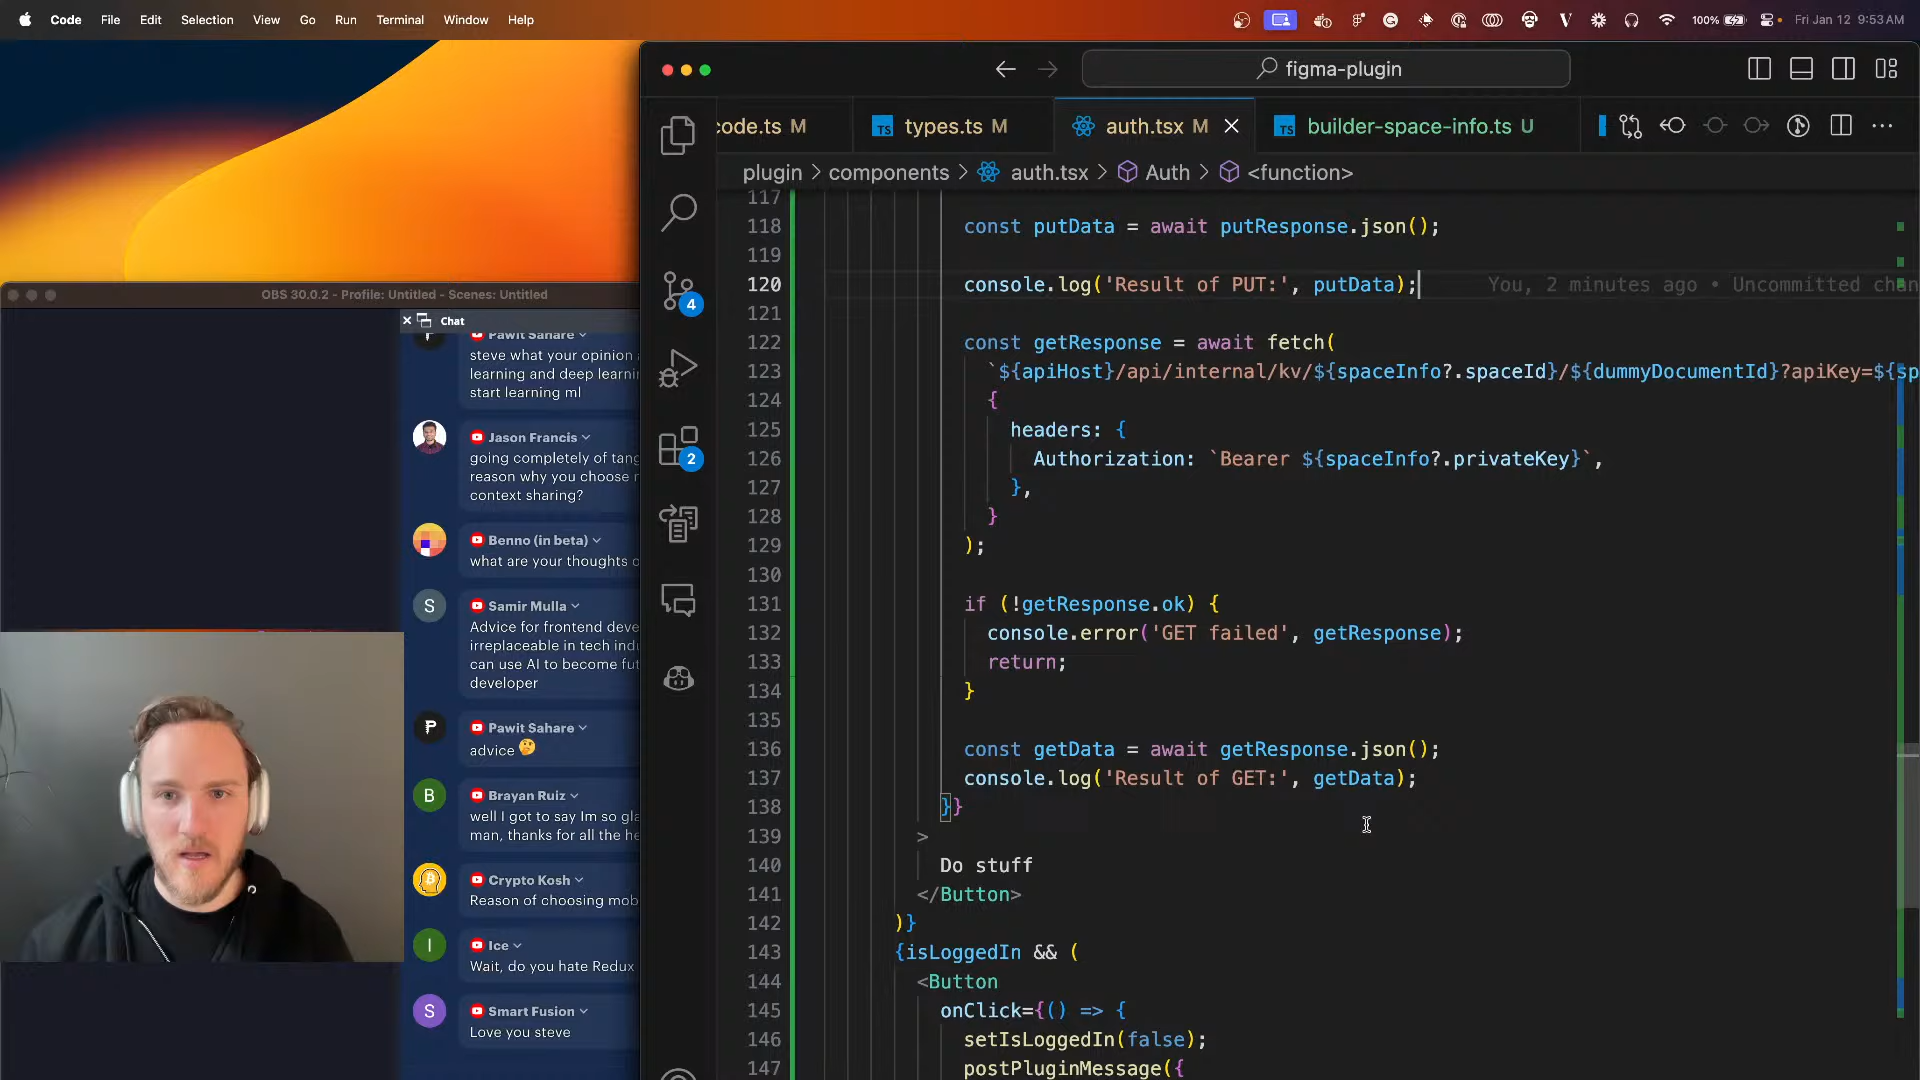 Code File Edit Selection View Go Run Terminal Window Help
100% Fri Jan 12 9:53AM
figma-plugin
code.ts M
types.ts M
auth.tsx M
builder-space-info.ts U
plugin > components > auth.tsx > Auth > <function>
117
118 const putData = await putResponse.json();
119
120 console.log('Result of PUT:', putData); You, 2 minutes ago • Uncommitted chan
121
122 const getResponse = await fetch(
123 `${apiHost}/api/internal/kv/${spaceInfo?.spaceId}/${dummyDocumentId}?apiKey=${sp
124 {
125 headers: {
126 Authorization: `Bearer ${spaceInfo?.privateKey}`,
127 },
128 }
129 );
130
131 if (!getResponse.ok) {
132 console.error('GET failed', getResponse);
133 return;
134 }
135
136 const getData = await getResponse.json();
137 console.log('Result of GET:', getData);
138 }}
139 >
140 Do stuff
141 </Button>
142 )}
143 {isLoggedIn && (
144 <Button
145 onClick={() => {
146 setIsLoggedIn(false);
147 postPluginMessage({
4
2
OBS 30.0.2 - Profile: Untitled - Scenes: Untitled
Chat
Pawit Sahare
steve what your opinion
learning and deep learni
start learning ml
Jason Francis
going completely of tang
reason why you choose
context sharing?
Benno (in beta)
what are your thoughts
S Samir Mulla
Advice for frontend deve
irreplaceable in tech ind
can use AI to become fu
developer
Pawit Sahare
advice 🤔
B Brayan Ruiz
well I got to say Im so gla
man, thanks for all the he
Crypto Kosh
Reason of choosing mob
I Ice
Wait, do you hate Redux
S Smart Fusion
Love you steve